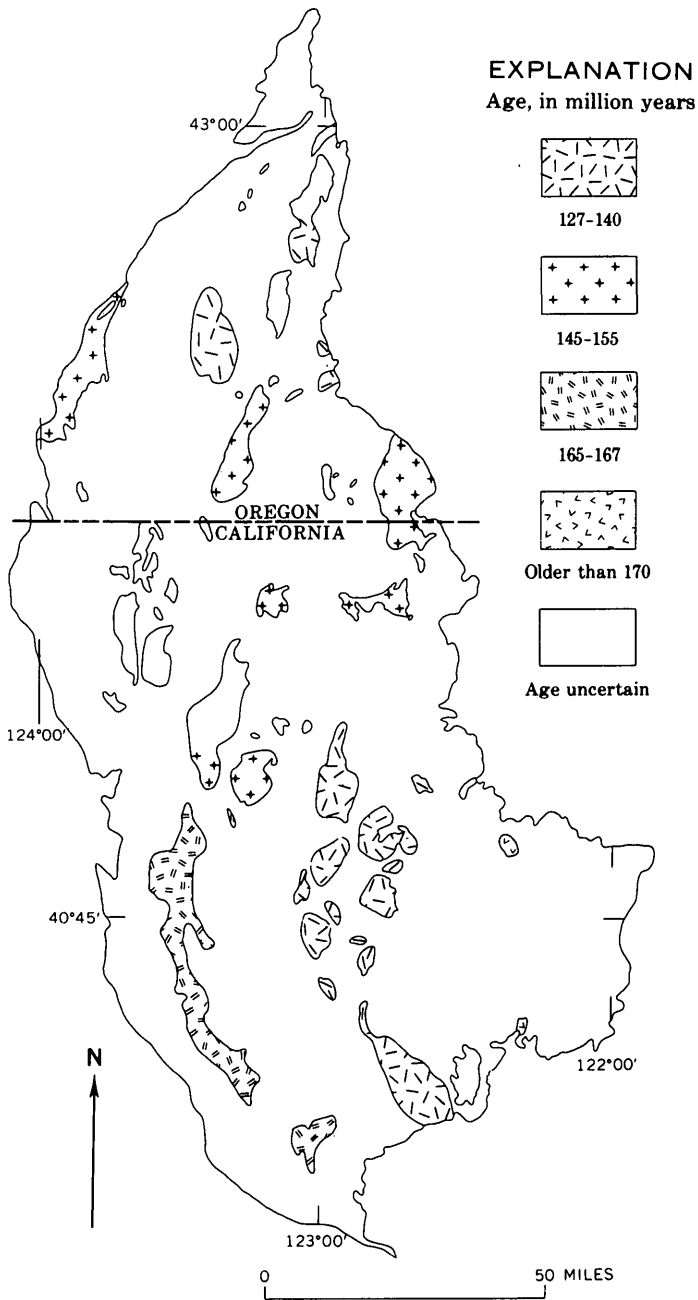 EXPLANATION
Age, in million years
127-140
145-155
165-167
Older than 170
Age uncertain
43°00'
OREGON
CALIFORNIA
124°00'
40°45'
122°00'
N
123°00'
0
50 MILES